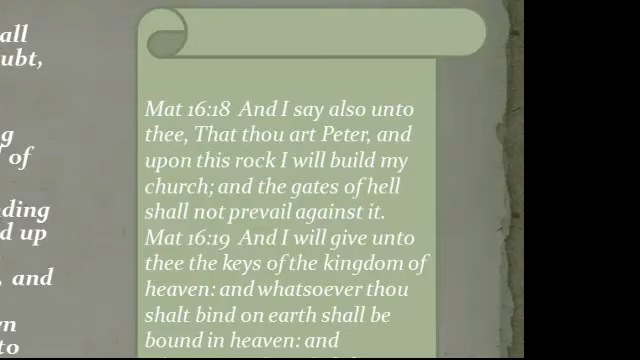 all
ubt,
g
of
ding
d up
, and
n
to
Mat 16:18 And I say also unto
thee, That thou art Peter, and
upon this rock I will build my
church; and the gates of hell
shall not prevail against it.
Mat 16:19 And I will give unto
thee the keys of the kingdom of
heaven: and whatsoever thou
shalt bind on earth shall be
bound in heaven: and